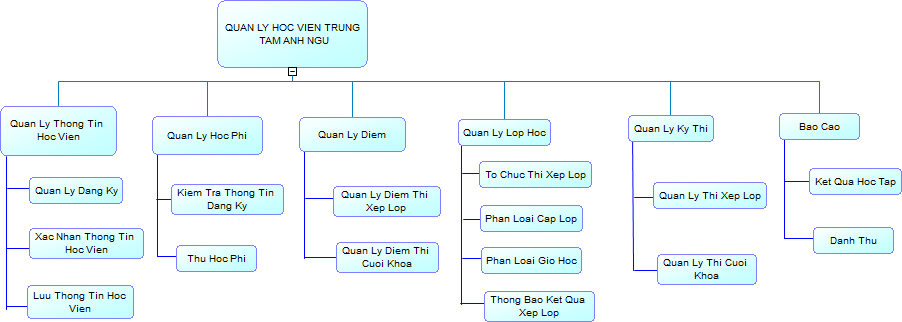 QUAN LY HOC VIEN TRUNG
TAM ANH NGU
Quan Ly Thong Tin
Hoc Vien
Quan Ly Dang Ky
Xac Nhan Thong Tin
Hoc Vien
Luu Thong Tin Hoc
Vien
Quan Ly Hoc Phi
Kiem Tra Thong Tin
Dang Ky
Thu Hoc Phi
Quan Ly Diem
Quan Ly Diem Thi
Xep Lop
Quan Ly Diem Thi
Cuoi Khoa
Quan Ly Lop Hoc
To Chuc Thi Xep Lop
Phan Loai Cap Lop
Phan Loai Gio Hoc
Thong Bao Ket Qua
Xep Lop
Quan Ly Ky Thi
Quan Ly Thi Xep Lop
Quan Ly Thi Cuoi
Khoa
Bao Cao
Ket Qua Hoc Tap
Danh Thu